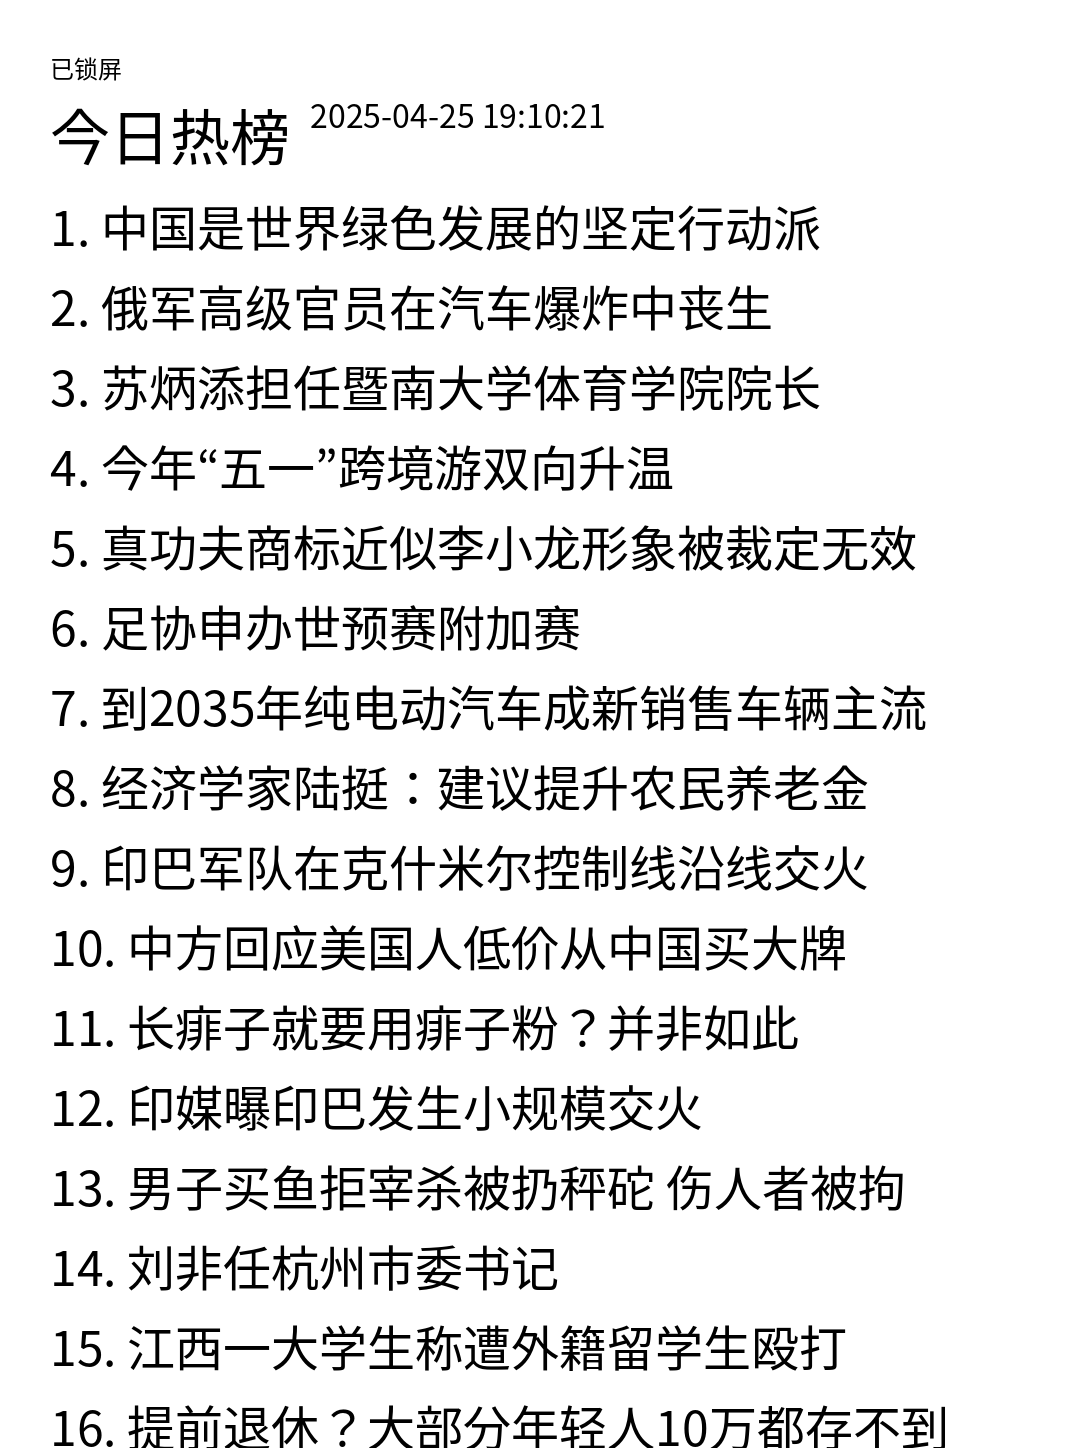 已锁屏
今日热榜 2025-04-25 19:10:21
1. 中国是世界绿色发展的坚定行动派
2. 俄军高级官员在汽车爆炸中丧生
3. 苏炳添担任暨南大学体育学院院长
4. 今年“五一”跨境游双向升温
5. 真功夫商标近似李小龙形象被裁定无效
6. 足协申办世预赛附加赛
7. 到2035年纯电动汽车成新销售车辆主流
8. 经济学家陆挺：建议提升农民养老金
9. 印巴军队在克什米尔控制线沿线交火
10. 中方回应美国人低价从中国买大牌
11. 长痱子就要用痱子粉？并非如此
12. 印媒曝印巴发生小规模交火
13. 男子买鱼拒宰杀被扔秤砣 伤人者被拘
14. 刘非任杭州市委书记
15. 江西一大学生称遭外籍留学生殴打
16. 提前退休？大部分年轻人10万都存不到